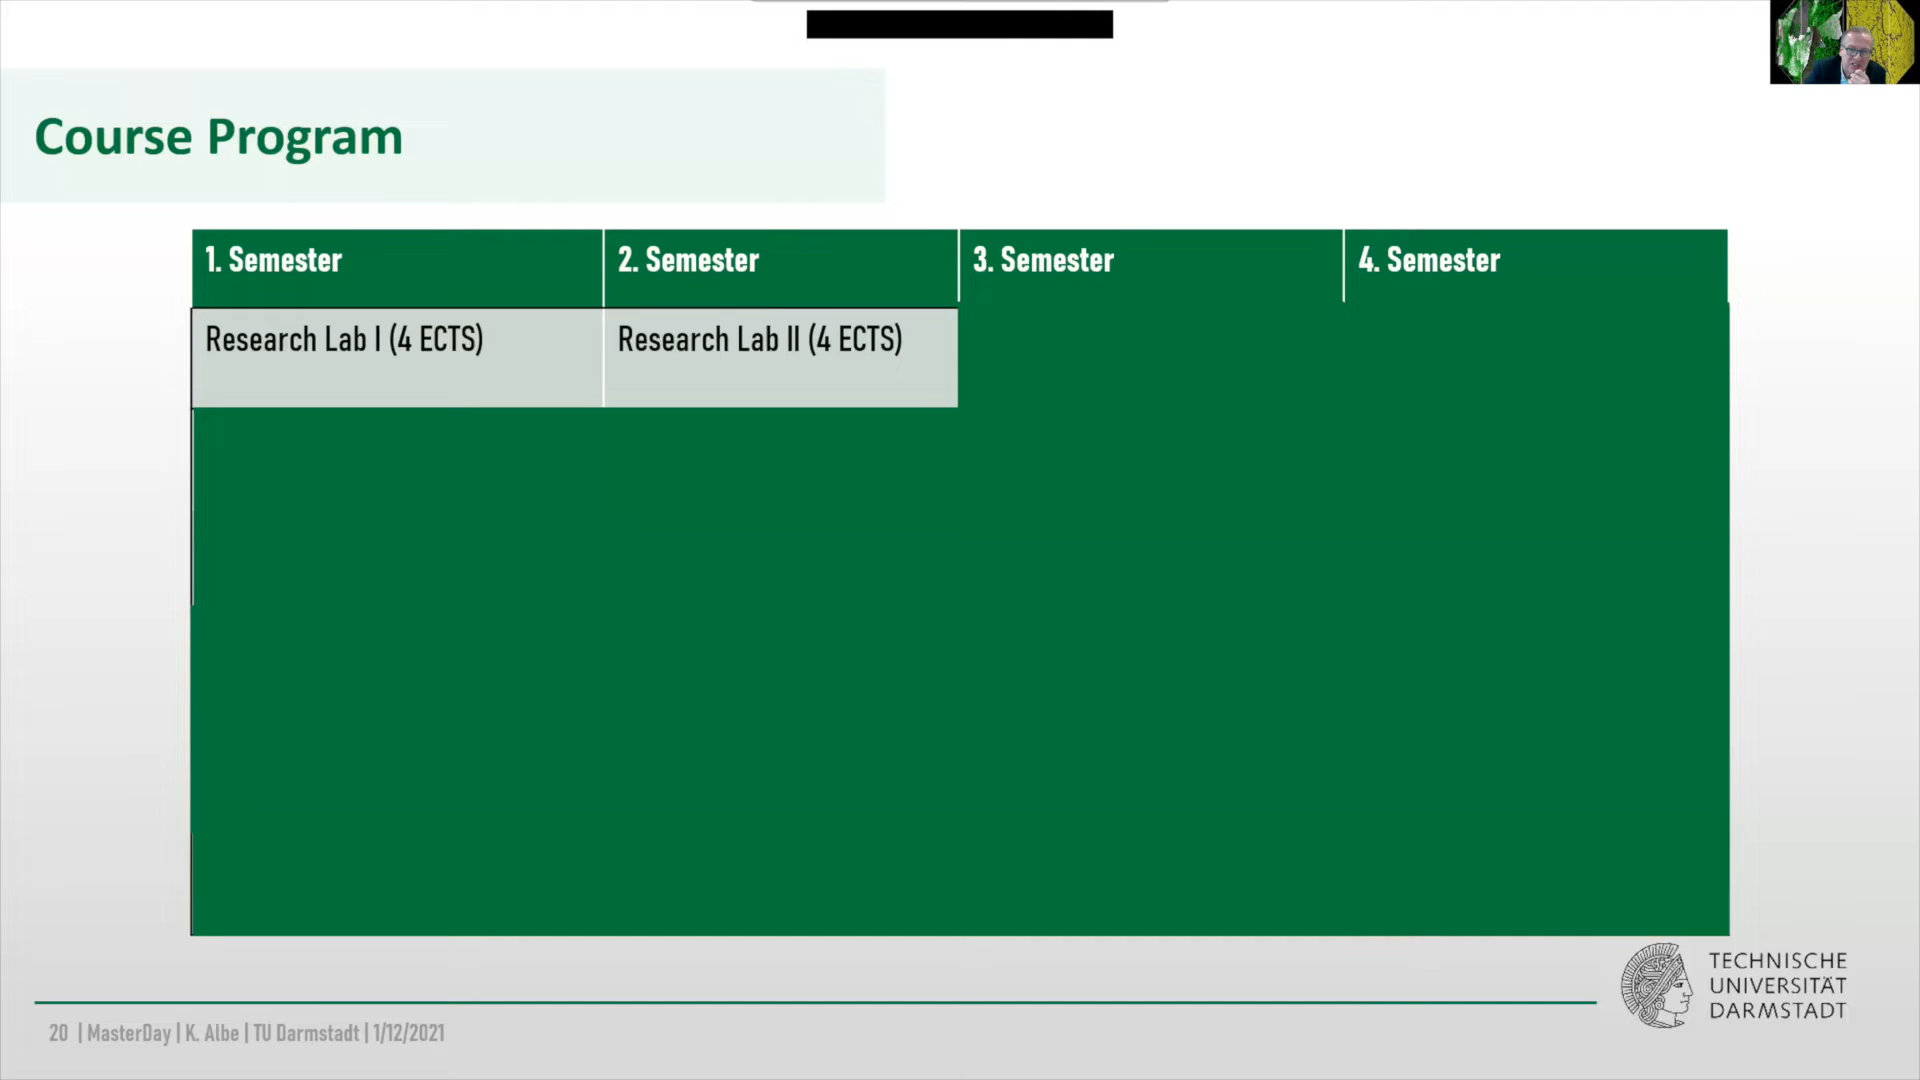 Course Program
1. Semester
2. Semester
3. Semester
4. Semester
Research Lab I (4 ECTS)
Research Lab II (4 ECTS)
TECHNISCHE
UNIVERSITÄT
DARMSTADT
20 | MasterDay | K. Albe | TU Darmstadt | 1/12/2021